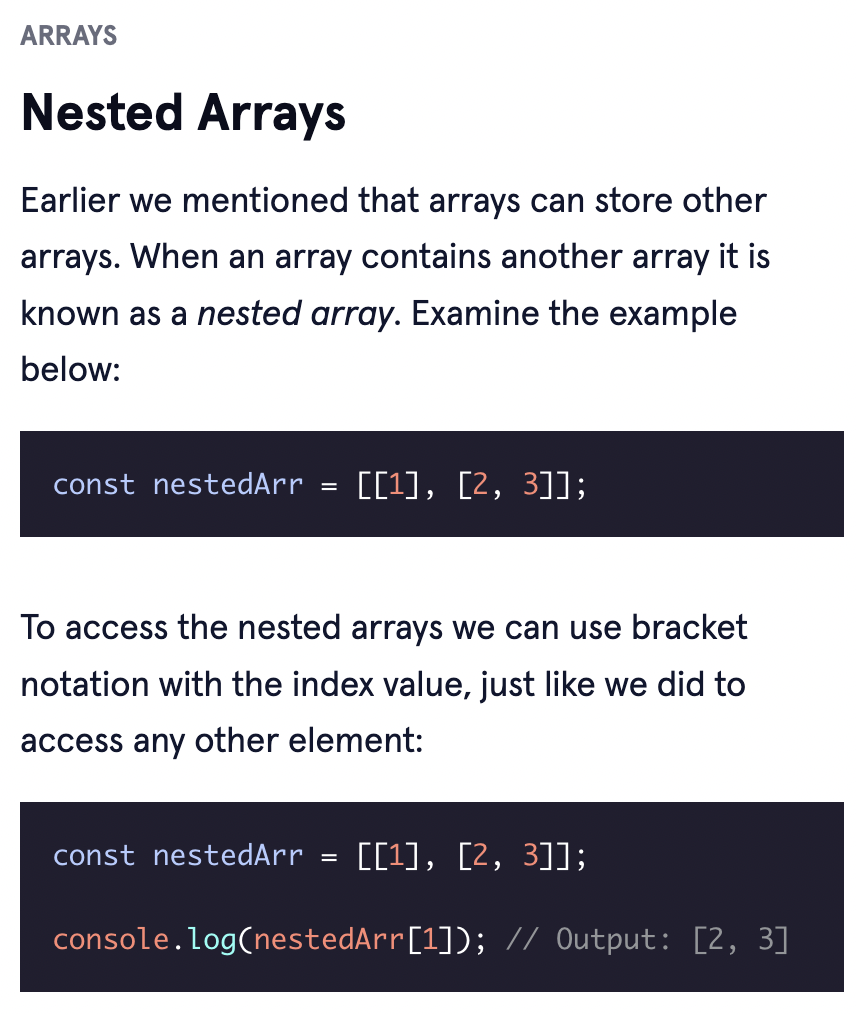 ARRAYS
Nested Arrays
Earlier we mentioned that arrays can store other
arrays. When an array contains another array it is
known as a nested array. Examine the example
below:
const nestedArr = [[1], [2, 3]];
To access the nested arrays we can use bracket
notation with the index value, just like we did to
access any other element:
const nestedArr = [[1], [2, 3]];
console.log(nestedArr[1]); // Output: [2, 3]